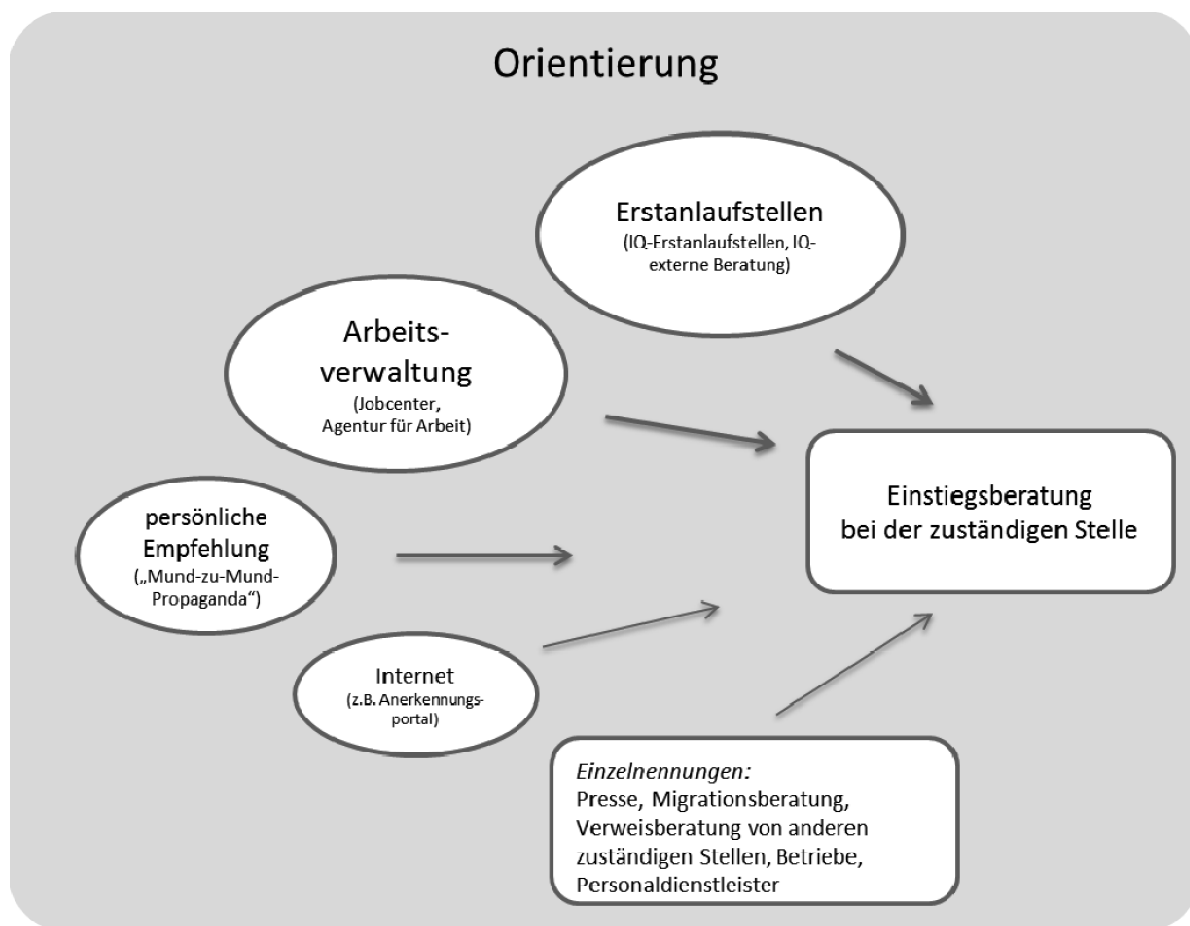 Orientierung
Erstanlaufstellen
(IQ-Erstanlaufstellen, IQ-
externe Beratung)
Arbeits-
verwaltung
(Jobcenter,
Agentur für Arbeit)
persönliche
Empfehlung
(„Mund-zu-Mund-
Propaganda“)
Internet
(z.B. Anerkennungs-
portal)
Einstiegsberatung
bei der zuständigen Stelle
Einzelnennungen:
Presse, Migrationsberatung,
Verweisberatung von anderen
zuständigen Stellen, Betriebe,
Personaldienstleister